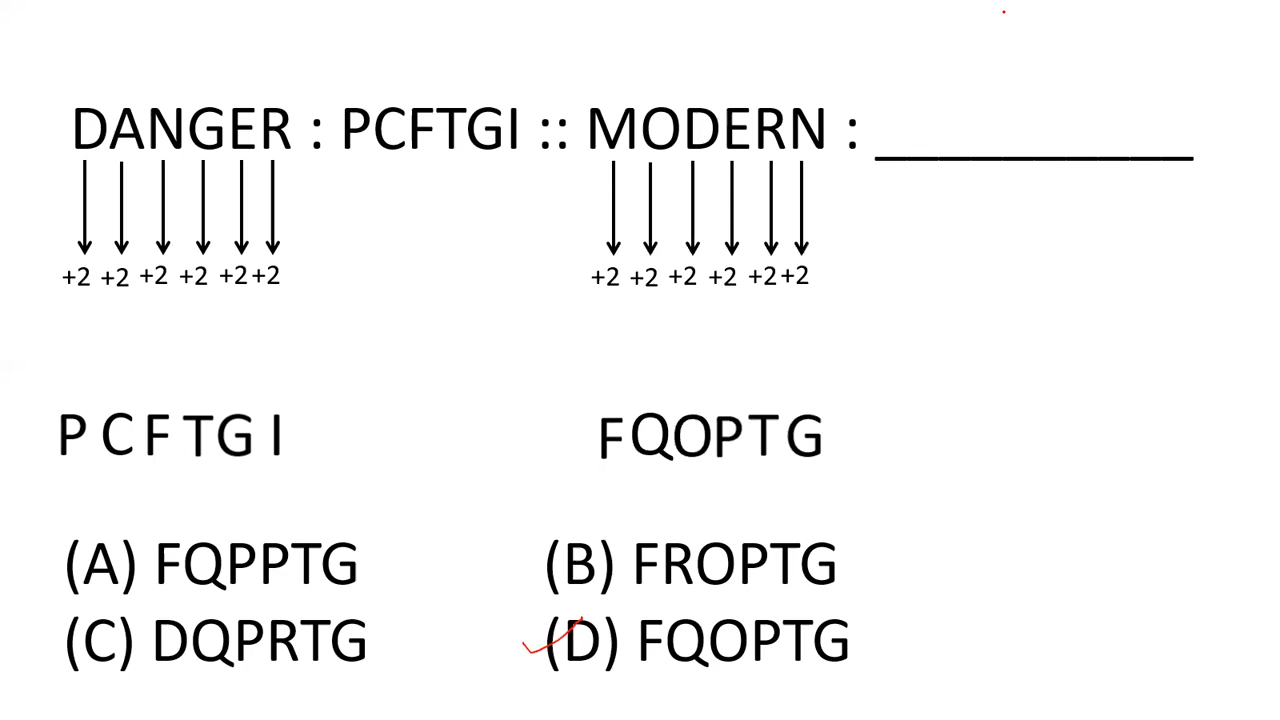 DANGER : PCFTGI :: MODERN : ___________
+2 +2 +2 +2 +2 +2 +2 +2 +2 +2 +2 +2
P C F T G I F Q O P T G
(A) FQPPTG (B) FROPTG
(C) DQPRTG (D) FQOPTG